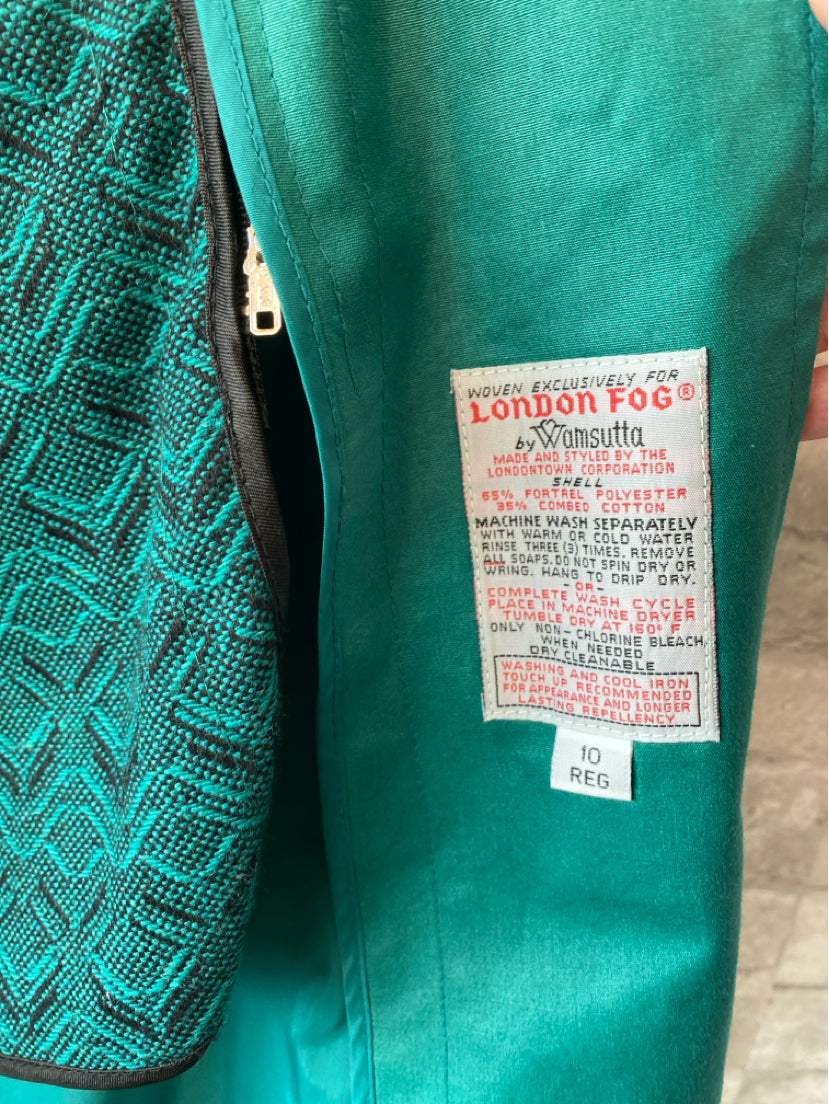 WOVEN EXCLUSIVELY FOR
LONDON FOG®
by Wamsutta
MADE AND STYLED BY THE
LONDONTOWN CORPORATION
SHELL
65% FORTREL POLYESTER
35% COMBED COTTON
MACHINE WASH SEPARATELY
WITH WARM OR COLD WATER
RINSE THREE (3) TIMES. REMOVE
ALL SOAPS. DO NOT SPIN DRY OR
WRING. HANG TO DRIP DRY.
- OR -
COMPLETE WASH CYCLE
PLACE IN MACHINE DRYER
TUMBLE DRY AT 160° F
ONLY NON-CHLORINE BLEACH
WHEN NEEDED
DRY CLEANABLE
WASHING AND COOL IRON
TOUCH UP RECOMMENDED
FOR APPEARANCE AND LONGER
LASTING REPELLENCY
10
REG